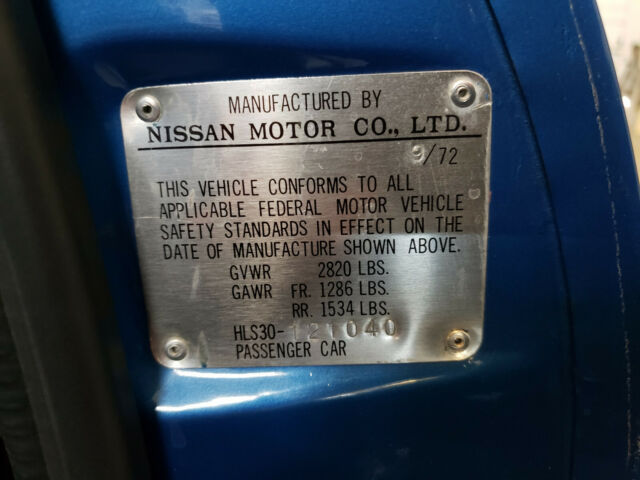 MANUFACTURED BY
NISSAN MOTOR CO., LTD.
9/72
THIS VEHICLE CONFORMS TO ALL
APPLICABLE FEDERAL MOTOR VEHICLE
SAFETY STANDARDS IN EFFECT ON THE
DATE OF MANUFACTURE SHOWN ABOVE.
GVWR 2820 LBS.
GAWR FR. 1286 LBS.
RR. 1534 LBS.
HLS30-121040
PASSENGER CAR